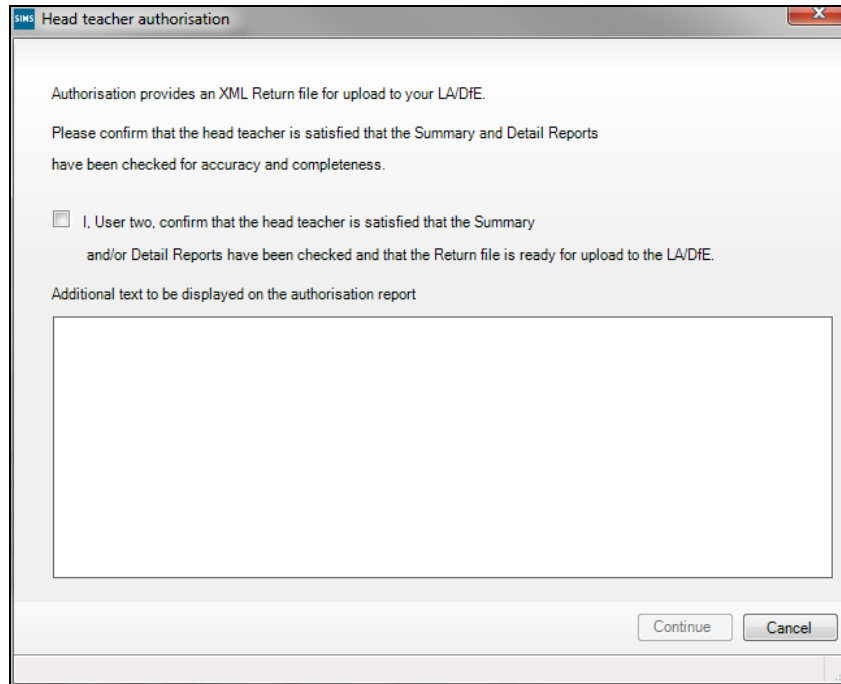 SIMS Head teacher authorisation
Authorisation provides an XML Return file for upload to your LA/DfE.
Please confirm that the head teacher is satisfied that the Summary and Detail Reports
have been checked for accuracy and completeness.
I, User two, confirm that the head teacher is satisfied that the Summary
and/or Detail Reports have been checked and that the Return file is ready for upload to the LA/DfE.
Additional text to be displayed on the authorisation report
Continue Cancel